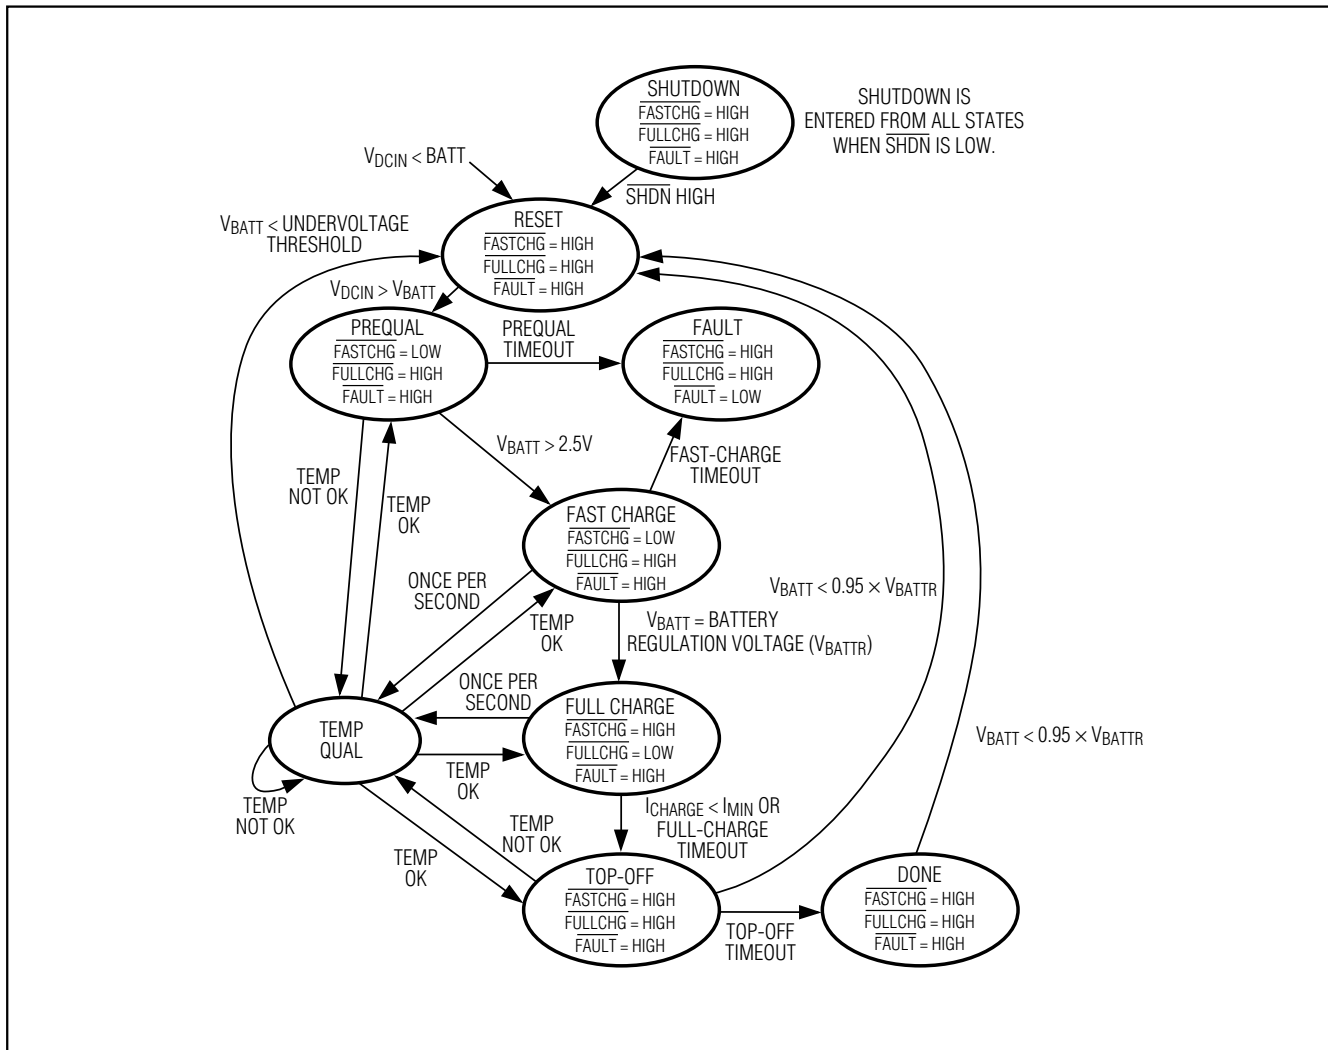 SHUTDOWN
FASTCHG = HIGH
FULLCHG = HIGH
FAULT = HIGH
SHUTDOWN IS
ENTERED FROM ALL STATES
WHEN SHDN IS LOW.
VDCIN < BATT
SHDN HIGH
RESET
FASTCHG = HIGH
FULLCHG = HIGH
FAULT = HIGH
VBATT < UNDERVOLTAGE
THRESHOLD
VDCIN > VBATT
PREQUAL
FASTCHG = LOW
FULLCHG = HIGH
FAULT = HIGH
PREQUAL
TIMEOUT
FAULT
FASTCHG = HIGH
FULLCHG = HIGH
FAULT = LOW
VBATT > 2.5V
FAST-CHARGE
TIMEOUT
TEMP
NOT OK
TEMP
OK
FAST CHARGE
FASTCHG = LOW
FULLCHG = HIGH
FAULT = HIGH
ONCE PER
SECOND
TEMP
OK
VBATT < 0.95 × VBATTR
VBATT = BATTERY
REGULATION VOLTAGE (VBATTR)
ONCE PER
SECOND
FULL CHARGE
FASTCHG = HIGH
FULLCHG = LOW
FAULT = HIGH
TEMP
QUAL
VBATT < 0.95 × VBATTR
TEMP
OK
TEMP
NOT OK
TEMP
NOT OK
ICHARGE < IMIN OR
FULL-CHARGE
TIMEOUT
TEMP
OK
TOP-OFF
FASTCHG = HIGH
FULLCHG = HIGH
FAULT = HIGH
TOP-OFF
TIMEOUT
DONE
FASTCHG = HIGH
FULLCHG = HIGH
FAULT = HIGH